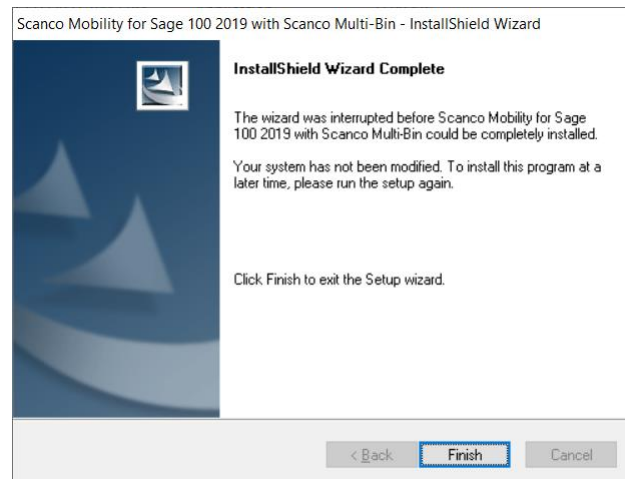 Scanco Mobility for Sage 100 2019 with Scanco Multi-Bin - InstallShield Wizard
InstallShield Wizard Complete
The wizard was interrupted before Scanco Mobility for Sage
100 2019 with Scanco Multi-Bin could be completely installed.
Your system has not been modified. To install this program at a
later time, please run the setup again.
Click Finish to exit the Setup wizard.
< Back
Finish
Cancel